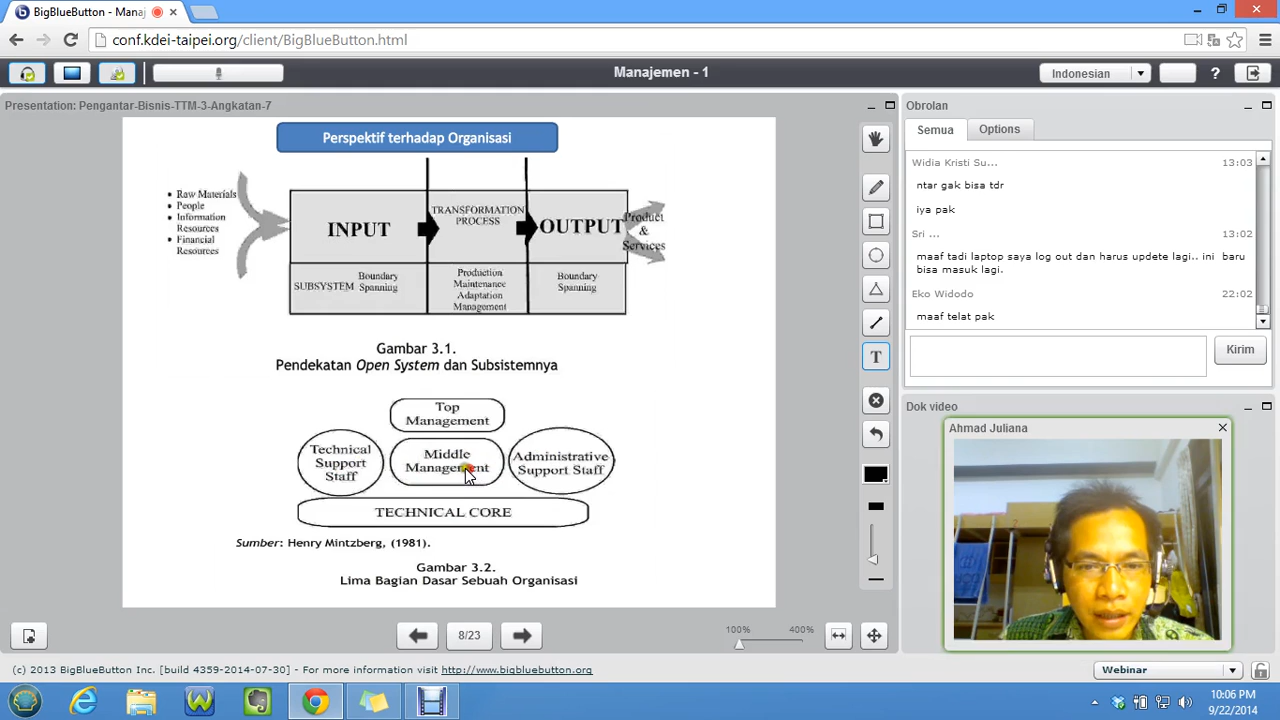 BigBlueButton - Manaj
conf.kdei-taipei.org/client/BigBlueButton.html
Manajemen - 1
Indonesian
?
Presentation: Pengantar-Bisnis-TTM-3-Angkatan-7
Perspektif terhadap Organisasi
• Raw Materials
• People
• Information
Resources
• Financial
Resources
INPUT
TRANSFORMATION
PROCESS
OUTPUT
Product
&
Services
SUBSYSTEM
Boundary
Spanning
Production
Maintenance
Adaptation
Management
Boundary
Spanning
Gambar 3.1.
Pendekatan Open System dan Subsistemnya
Top
Management
Technical
Support
Staff
Middle
Management
Administrative
Support Staff
TECHNICAL CORE
Sumber: Henry Mintzberg, (1981).
Gambar 3.2.
Lima Bagian Dasar Sebuah Organisasi
T
8/23
100%
400%
Obrolan
Semua
Options
Widia Kristi Su... 13:03
ntar gak bisa tdr
iya pak
Sri ... 13:02
maaf tadi laptop saya log out dan harus updete lagi.. ini baru
bisa masuk lagi.
Eko Widodo 22:02
maaf telat pak
Kirim
Dok video
Ahmad Juliana
(c) 2013 BigBlueButton Inc. [build 4359-2014-07-30] - For more information visit http://www.bigbluebutton.org
Webinar
10:06 PM
9/22/2014